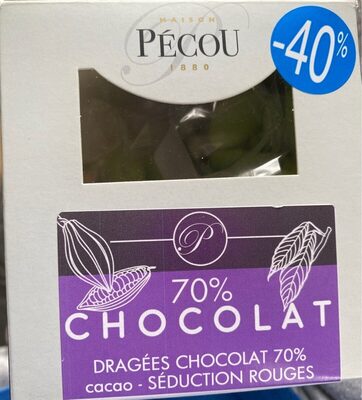 MAISON
PÉCOU
1880
-40%
P
70%
CHOCOLAT
DRAGÉES CHOCOLAT 70%
cacao - SÉDUCTION ROUGES